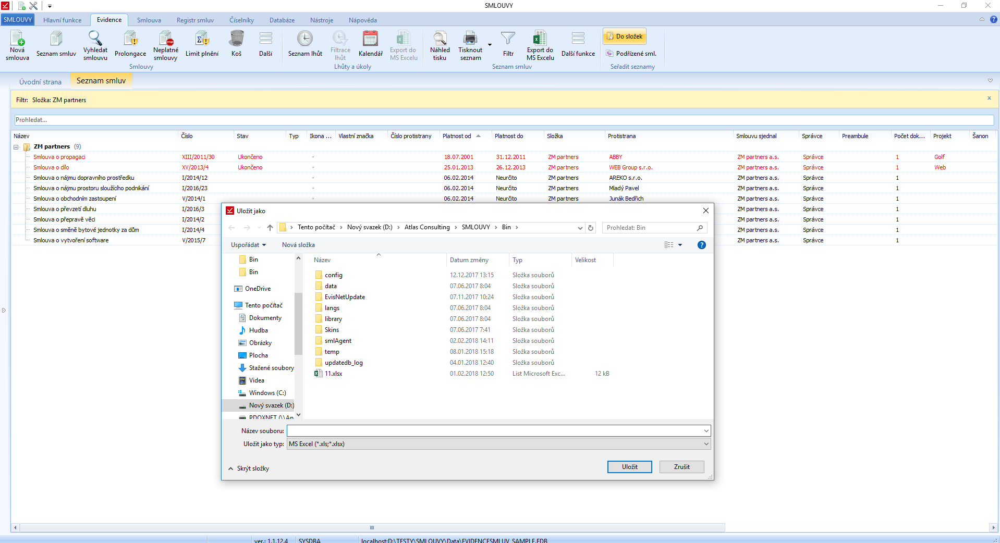 SMLOUVY
SMLOUVY Hlavní funkce Evidence Smlouva Registr smluv Číselníky Databáze Nástroje Nápověda
Nová smlouva Seznam smluv Vyhledat smlouvu Prolongace Neplatné smlouvy Limit plnění Koš Další Seznam lhůt Filtrace lhůt Kalendář Export do MS Excelu Náhled tisku Tisknout seznam Filtr Export do MS Excelu Další funkce Do složek
Podřízené sml.
Smlouvy Lhůty a úkoly Seznam smluv Seřadit seznamy
Úvodní strana Seznam smluv
Filtr: Složka: ZM partners
Prohledat...
Název Číslo Stav Typ Ikona ... Vlastní značka Číslo protistrany Platnost od Platnost do Složka Protistrana Smlouvu sjednal Správce Preambule Počet dok... Projekt Šanon
ZM partners (9)
Smlouva o propagaci XIII/2011/30 Ukončeno 18.07.2001 31.12.2011 ZM partners ABBY ZM partners a.s. Správce 1 Golf
Smlouva o dílo XV/2013/4 Ukončeno 25.01.2013 26.12.2013 ZM partners WEB Group s.r.o. ZM partners a.s. Správce 1 Web
Smlouva o nájmu dopravního prostředku I/2014/12 06.02.2014 Neurčito ZM partners AREKO s.r.o. ZM partners a.s. Správce 1
Smlouva o nájmu prostoru sloužícího podnikání I/2016/23 06.02.2014 Neurčito ZM partners Mladý Pavel ZM partners a.s. Správce 1
Smlouva o obchodním zastoupení V/2014/1 06.02.2014 Neurčito ZM partners Junák Bedřich ZM partners a.s. Správce 1
Smlouva o převzetí dluhu I/2016/3 ZM partners a.s. Správce 1
Smlouva o přepravě věci I/2014/2 ZM partners a.s. Správce 1
Smlouva o směně bytové jednotky za dům I/2014/4 ZM partners a.s. Správce 1
Smlouva o vytvoření software V/2015/7 ZM partners a.s. Správce 1
Uložit jako
Tento počítač Nový svazek (D:) Atlas Consulting SMLOUVY Bin Prohledat: Bin
Uspořádat Nová složka
Bin
Bin
OneDrive
Tento počítač
Dokumenty
Hudba
Obrázky
Plocha
Stažené soubory
Videa
Windows (C:)
Nový svazek (D:)
PDOXNET (\\An
Název Datum změny Typ Velikost
config 12.12.2017 13:15 Složka souborů
data 07.06.2017 8:04 Složka souborů
EvisNetUpdate 07.11.2017 10:24 Složka souborů
langs 07.06.2017 8:04 Složka souborů
library 07.06.2017 8:04 Složka souborů
Skins 07.06.2017 7:41 Složka souborů
smlAgent 02.02.2018 14:11 Složka souborů
temp 08.01.2018 15:18 Složka souborů
updatedb_log 04.01.2018 12:40 Složka souborů
11.xlsx 01.02.2018 12:50 List Microsoft Exc... 12 kB
Název souboru:
Uložit jako typ: MS Excel (*.xls;*.xlsx)
Skrýt složky Uložit Zrušit
ver.: 1.1.12.4 SYSDBA localhost:D:\TESTY\SMLOUVY\Data\EVIDENCESMLUV_SAMPLE.FDB